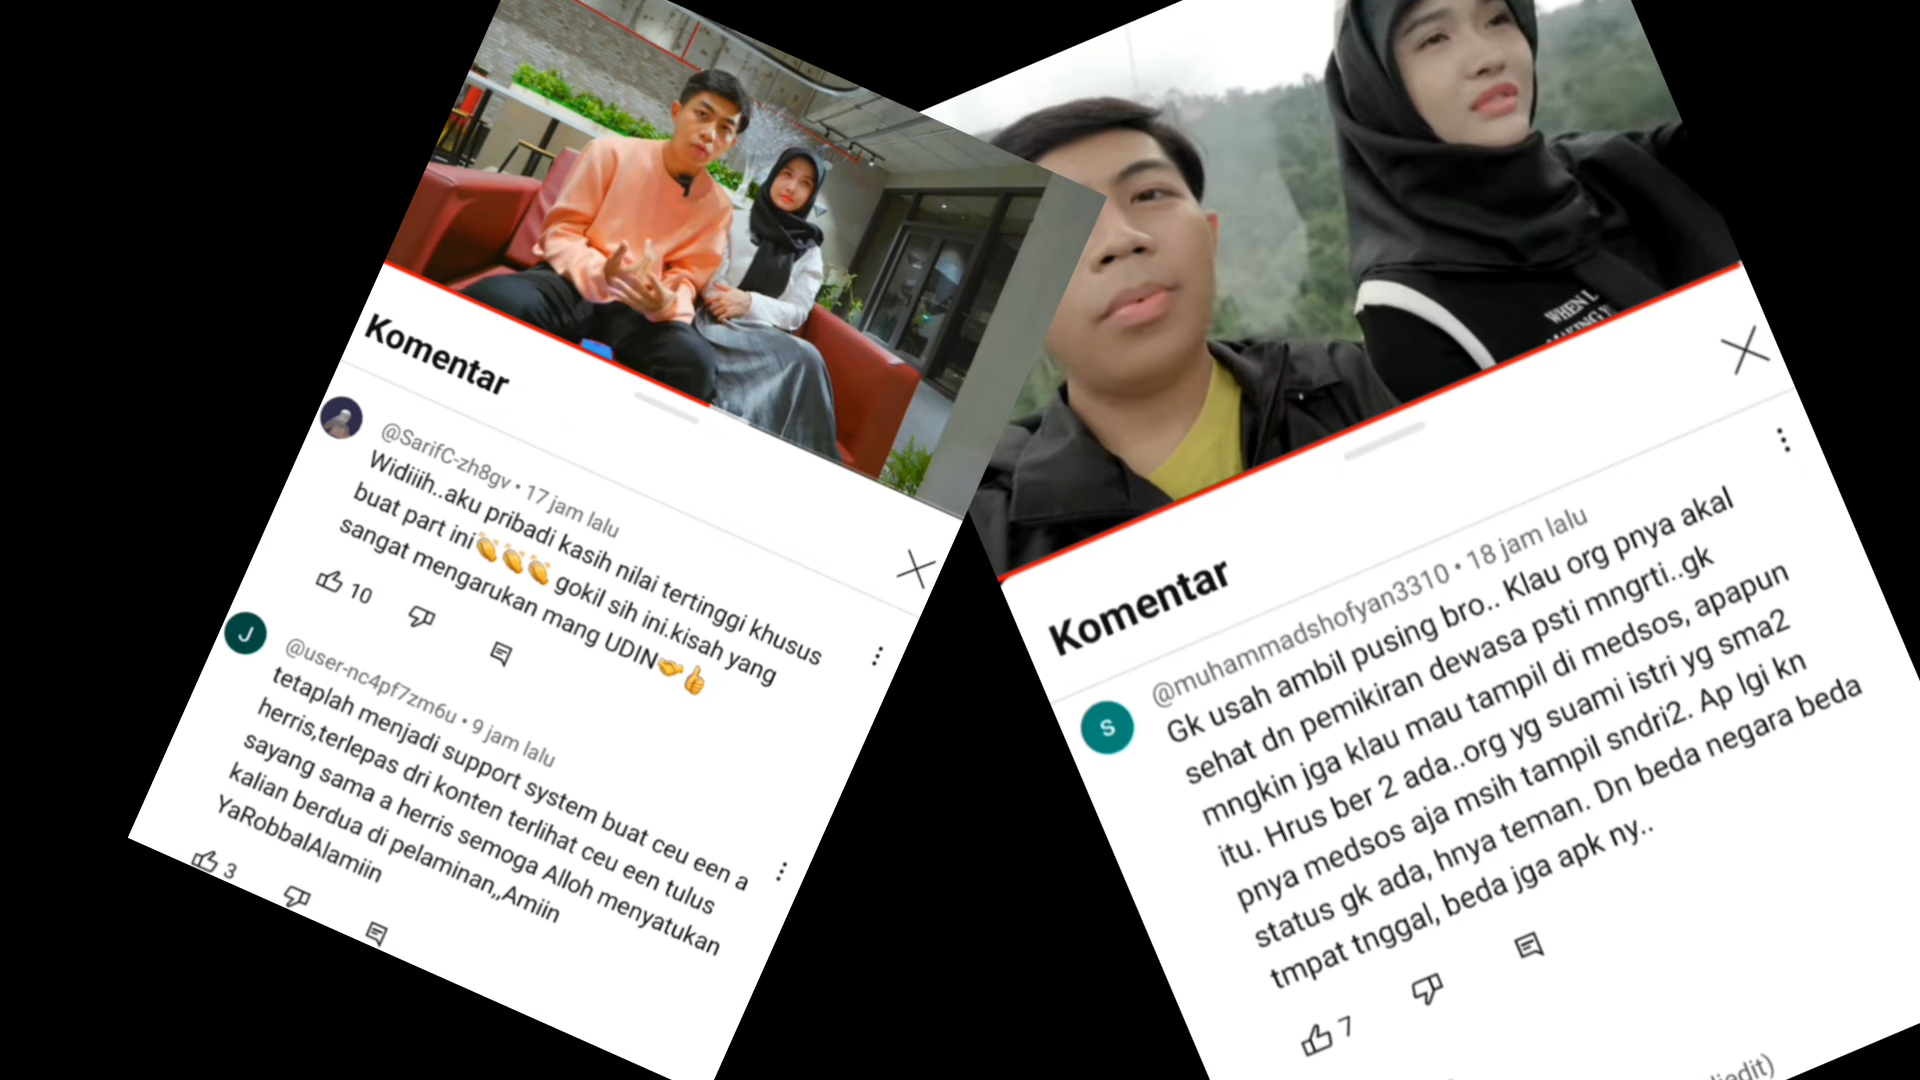 Komentar
@SarifC-zh8gv • 17 jam lalu
Widiiih..aku pribadi kasih nilai tertinggi khusus
buat part ini👏👏👏 gokil sih ini.kisah yang
sangat mengarukan mang UDIN🤝👍
10
J
@user-nc4pf7zm6u • 9 jam lalu
tetaplah menjadi support system buat ceu een a
herris,terlepas dri konten terlihat ceu een tulus
sayang sama a herris semoga Alloh menyatukan
kalian berdua di pelaminan,,Amiin
YaRobbalAlamiin
3
WHEN
Komentar
S
@muhammadshofyan3310 • 18 jam lalu
Gk usah ambil pusing bro.. Klau org pnya akal
sehat dn pemikiran dewasa psti mngrti..gk
mngkin jga klau mau tampil di medsos, apapun
itu. Hrus ber 2 ada..org yg suami istri yg sma2
pnya medsos aja msih tampil sndri2. Ap lgi kn
status gk ada, hnya teman. Dn beda negara beda
tmpat tnggal, beda jga apk ny..
7